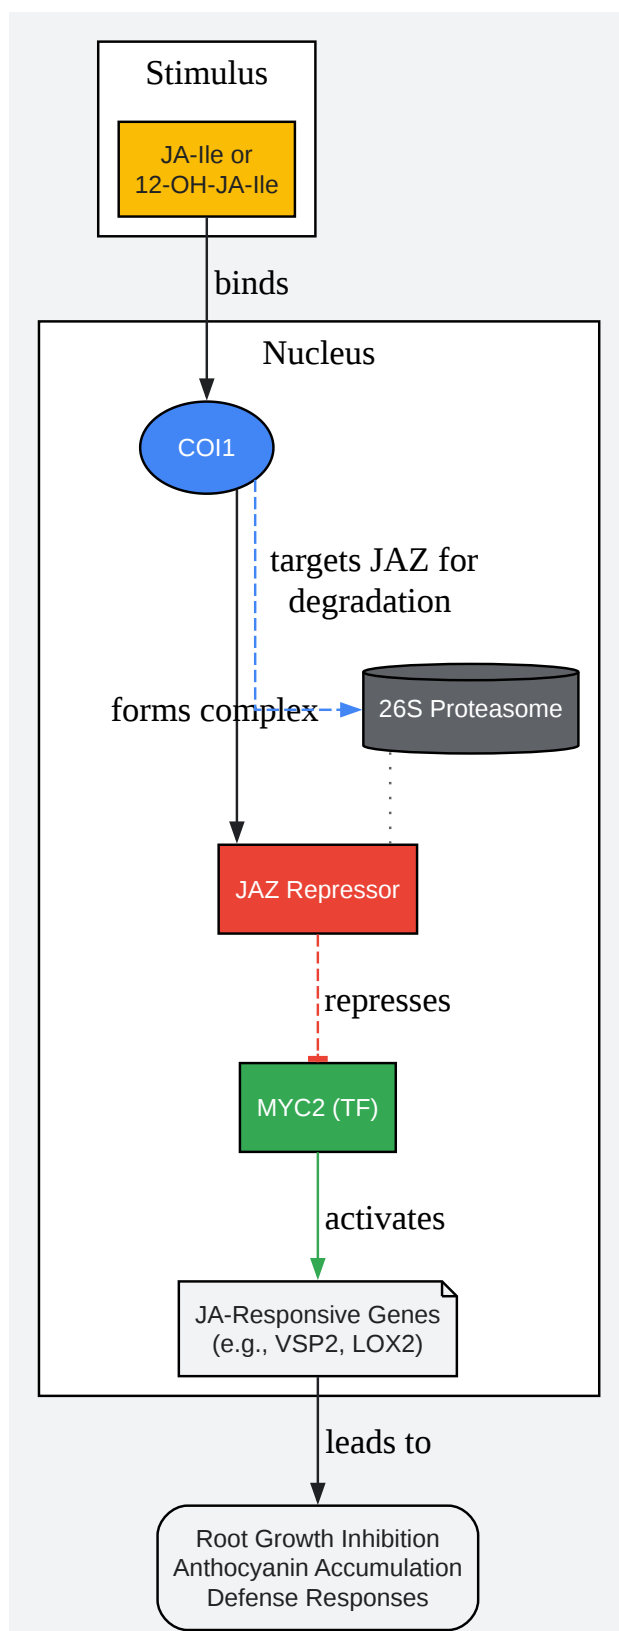 Stimulus
JA-Ile or
12-OH-JA-Ile
binds
Nucleus
COI1
targets JAZ for
degradation
forms complex
26S Proteasome
JAZ Repressor
represses
MYC2 (TF)
activates
JA-Responsive Genes
(e.g., VSP2, LOX2)
leads to
Root Growth Inhibition
Anthocyanin Accumulation
Defense Responses